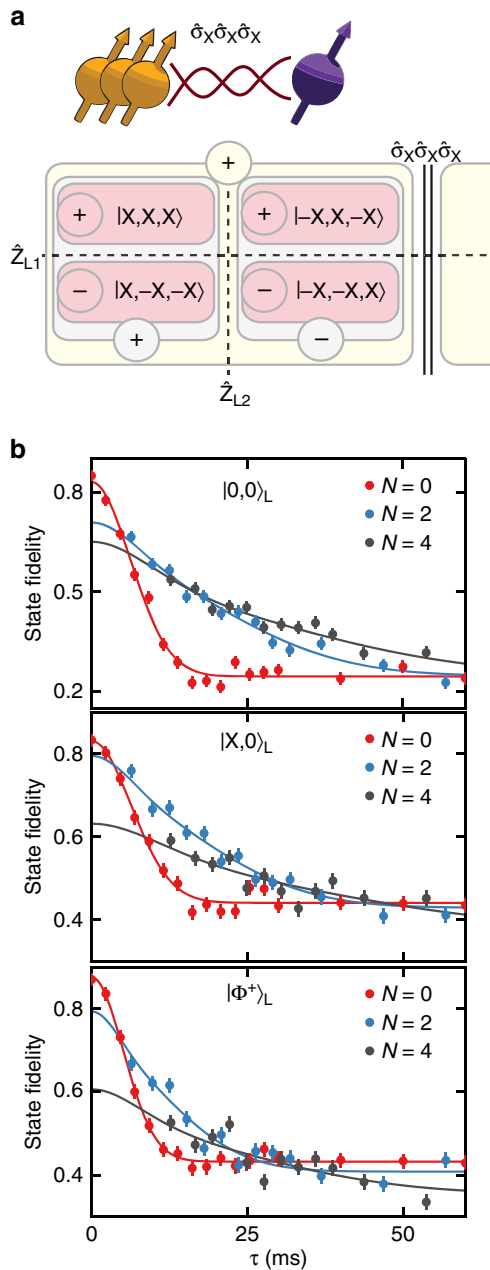 a
σ̂XσˆXσ̂X
σ̂Xσ̂Xσ̂X
+
+ |X,X,X⟩ + |−X,X,−X⟩
ẐL1
− |X,−X,−X⟩ − |−X,−X,X⟩
+ −
ẐL2
b
|0,0⟩L
N = 0
N = 2
N = 4
State fidelity
0.8
0.5
0.2
|X,0⟩L
N = 0
N = 2
N = 4
State fidelity
0.8
0.6
0.4
|Φ+⟩L
N = 0
N = 2
N = 4
State fidelity
0.8
0.6
0.4
0 25 50
τ (ms)